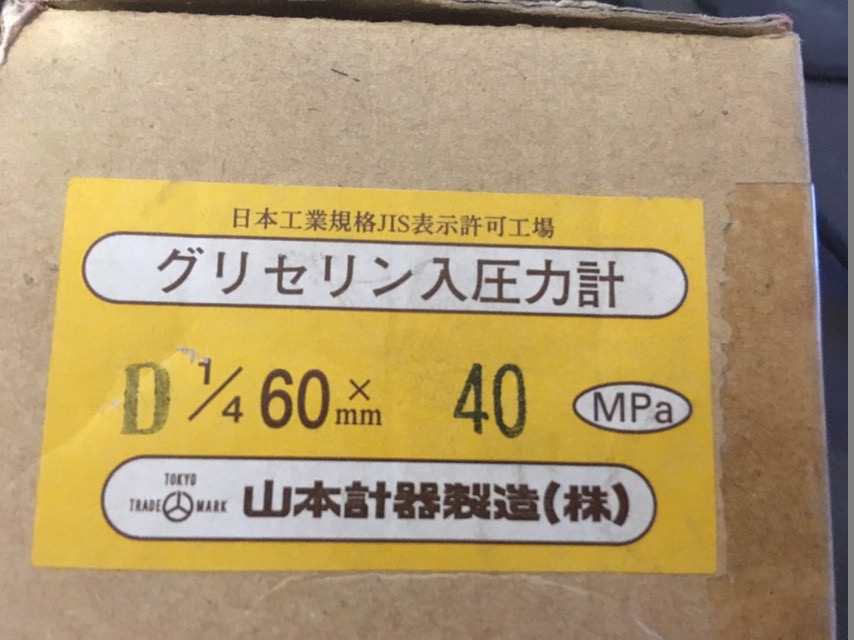 日本工業規格JIS表示許可工場
グリセリン入圧力計
D 1/4 60×mm 40 MPa
TOKYO
TRADE MARK 山本計器製造(株)